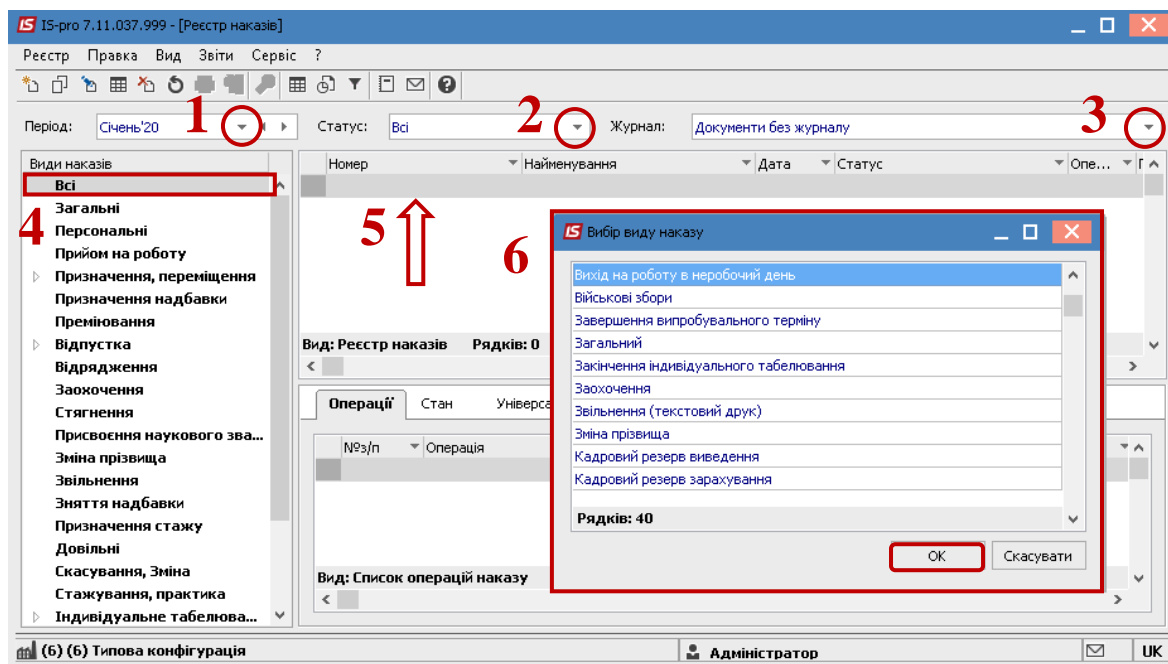 IS-pro 7.11.037.999 - [Реєстр наказів]
Реєстр Правка Вид Звіти Сервіс ?
Період: Січень'20 1 Статус: Всі 2 Журнал: Документи без журналу 3
Види наказів
Всі
Загальні
4 Персональні
Прийом на роботу
Призначення, переміщення
Призначення надбавки
Преміювання
Відпустка
Відрядження
Заохочення
Стягнення
Присвоєння наукового зва...
Зміна прізвища
Звільнення
Зняття надбавки
Призначення стажу
Довільні
Скасування, Зміна
Стажування, практика
Індивідуальне табелюва...
Номер Найменування Дата Статус Опе...
5
Вид: Реєстр наказів Рядків: 0
Операції Стан Універса
№з/п Операція
Вид: Список операцій наказу
6
Вибір виду наказу
Вихід на роботу в неробочий день
Військові збори
Завершення випробувального терміну
Загальний
Закінчення індивідуального табелювання
Заохочення
Звільнення (текстовий друк)
Зміна прізвища
Кадровий резерв виведення
Кадровий резерв зарахування
Рядків: 40
OK Скасувати
(6) (6) Типова конфігурація Адміністратор UK